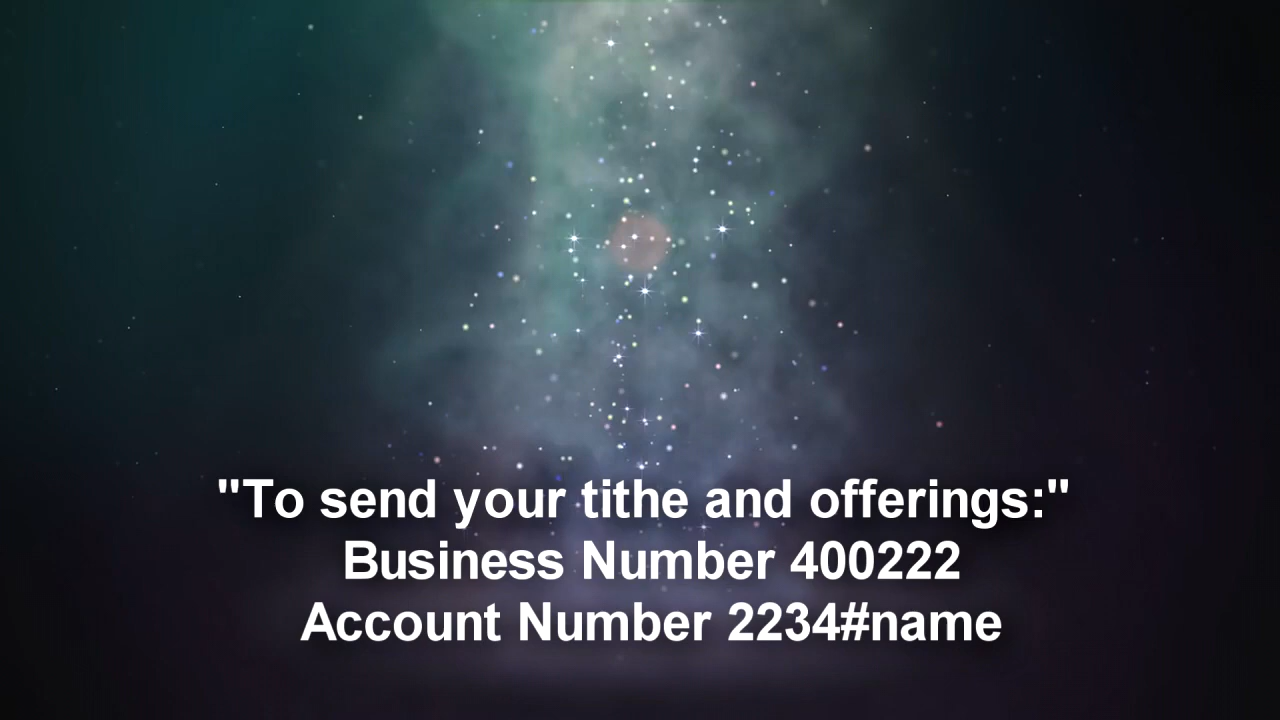 "To send your tithe and offerings:"
Business Number 400222
Account Number 2234#name